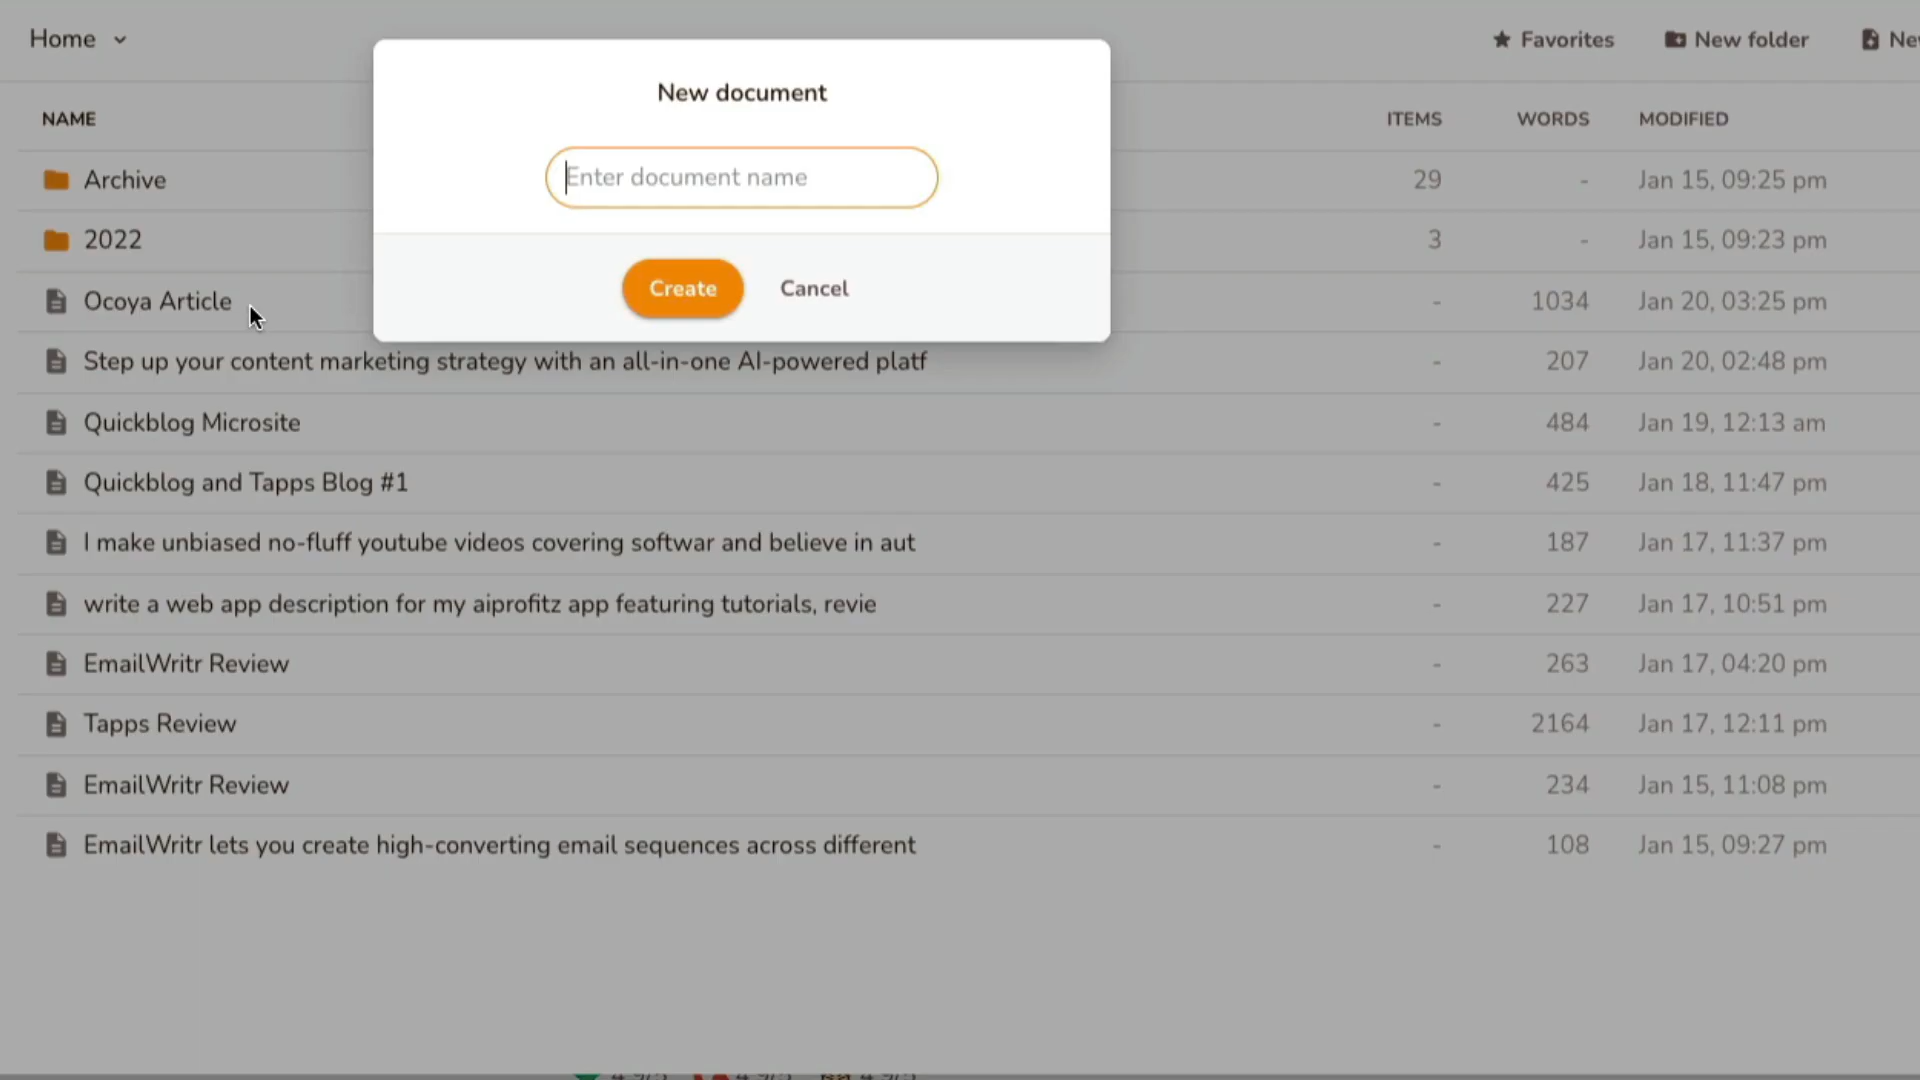 Home
Favorites
New folder
New document
Enter document name
Create
Cancel
NAME ITEMS WORDS MODIFIED
Archive 29 - Jan 15, 09:25 pm
2022 3 - Jan 15, 09:23 pm
Ocoya Article - 1034 Jan 20, 03:25 pm
Step up your content marketing strategy with an all-in-one AI-powered platf - 207 Jan 20, 02:48 pm
Quickblog Microsite - 484 Jan 19, 12:13 am
Quickblog and Tapps Blog #1 - 425 Jan 18, 11:47 pm
I make unbiased no-fluff youtube videos covering softwar and believe in aut - 187 Jan 17, 11:37 pm
write a web app description for my aiprofitz app featuring tutorials, revie - 227 Jan 17, 10:51 pm
EmailWritr Review - 263 Jan 17, 04:20 pm
Tapps Review - 2164 Jan 17, 12:11 pm
EmailWritr Review - 234 Jan 15, 11:08 pm
EmailWritr lets you create high-converting email sequences across different - 108 Jan 15, 09:27 pm